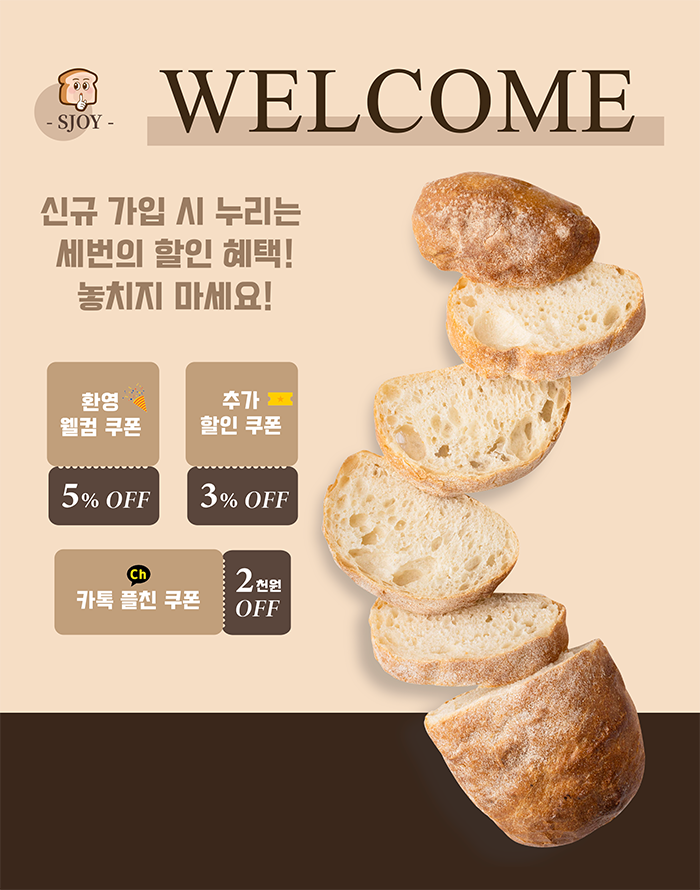 - SJOY -
WELCOME
신규 가입 시 누리는
세번의 할인 혜택!
놓치지 마세요!
환영
웰컴 쿠폰
5% OFF
추가
할인 쿠폰
3% OFF
Ch
카톡 플친 쿠폰
2천원
OFF